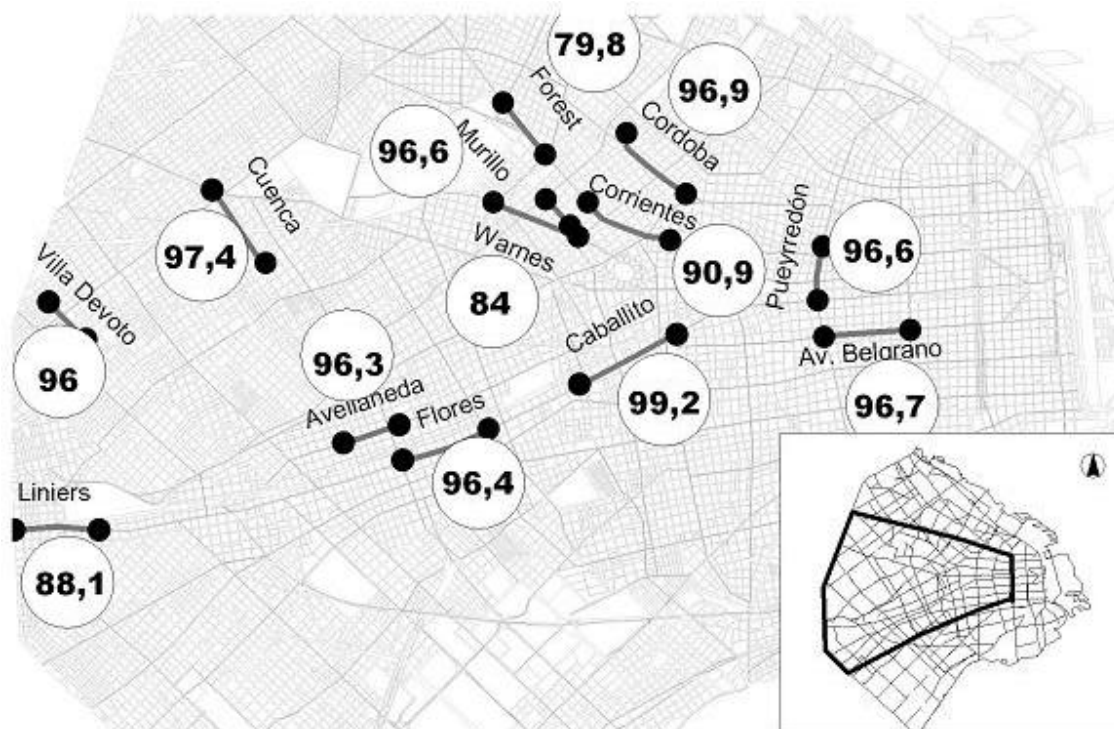 79,8
Forest
96,9
Cordoba
96,6
Murillo
Cuenca
97,4
Corrientes
Warnes
Pueyrredón
96,6
Villa Devoto
90,9
84
Caballito
96
96,3
Av. Belgrano
99,2
96,7
Avellaneda
Flores
96,4
Liniers
88,1